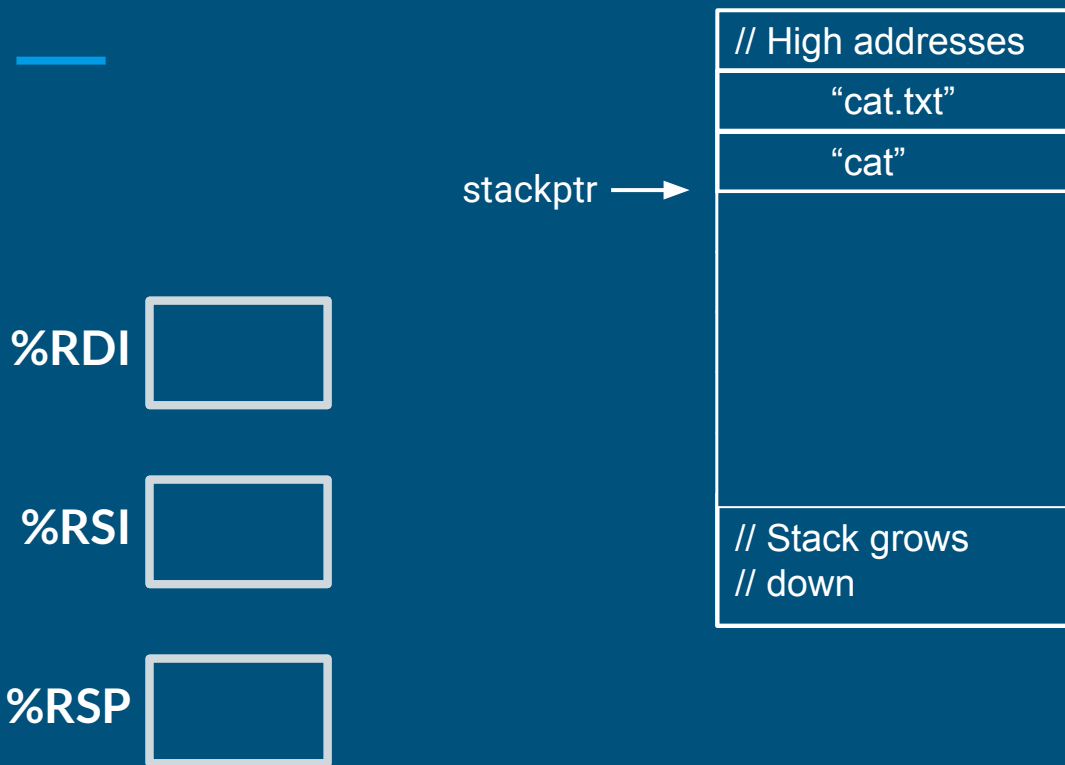 // High addresses
“cat.txt”
“cat”
stackptr
%RDI
%RSI
// Stack grows
// down
%RSP